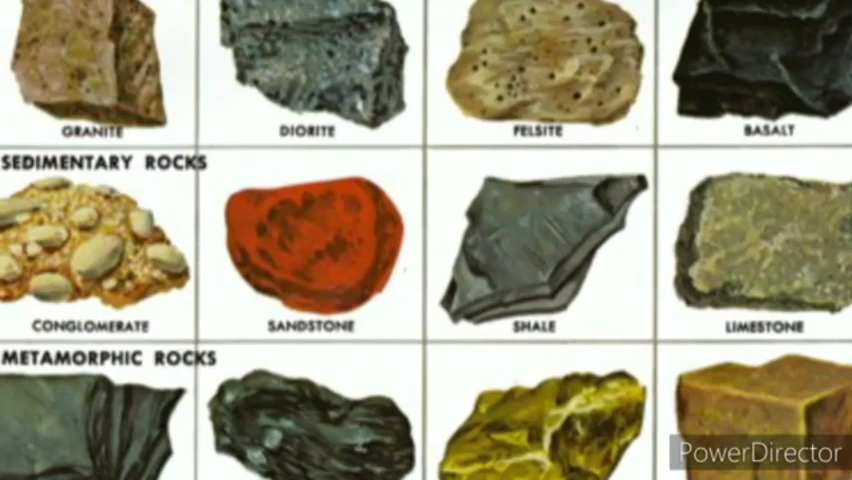 GRANITE
DIORITE
FELSITE
BASALT
SEDIMENTARY ROCKS
CONGLOMERATE
SANDSTONE
SHALE
LIMESTONE
METAMORPHIC ROCKS
PowerDirector